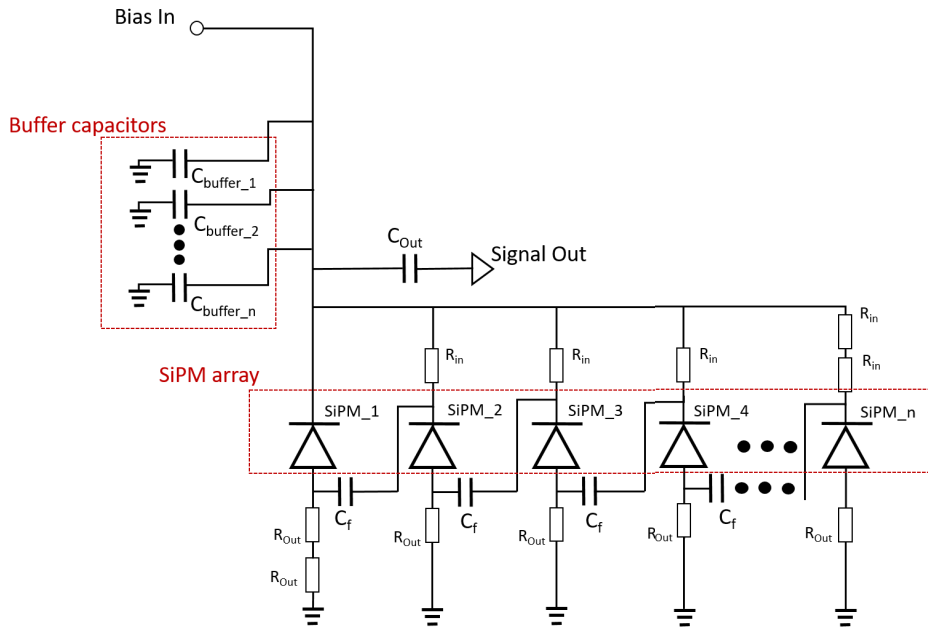 Bias In
Buffer capacitors
C_buffer_1
C_buffer_2
C_buffer_n
C_Out
Signal Out
R_in
R_in
R_in
R_in
R_in
SiPM array
SiPM_1
SiPM_2
SiPM_3
SiPM_4
SiPM_n
C_f
C_f
C_f
C_f
R_Out
R_Out
R_Out
R_Out
R_Out
R_Out